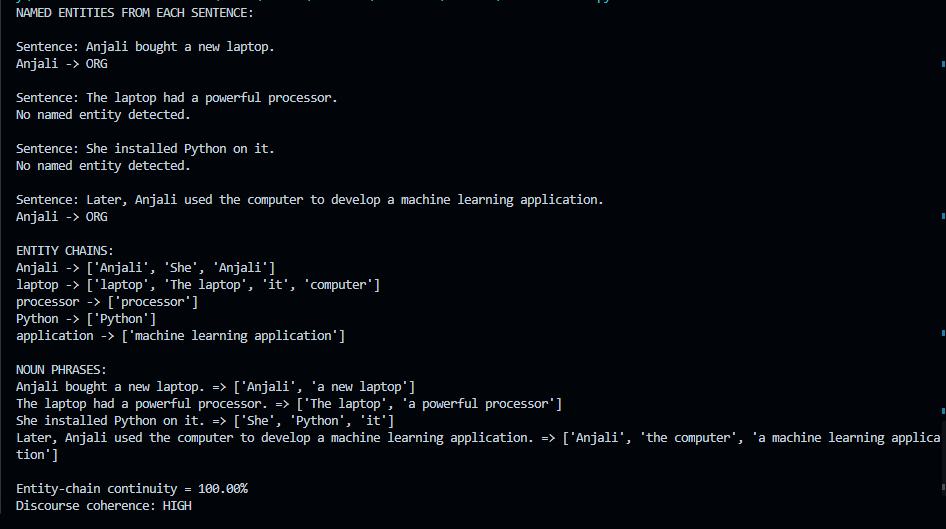 NAMED ENTITIES FROM EACH SENTENCE:
Sentence: Anjali bought a new laptop.
Anjali -> ORG
Sentence: The laptop had a powerful processor.
No named entity detected.
Sentence: She installed Python on it.
No named entity detected.
Sentence: Later, Anjali used the computer to develop a machine learning application.
Anjali -> ORG
ENTITY CHAINS:
Anjali -> ['Anjali', 'She', 'Anjali']
laptop -> ['laptop', 'The laptop', 'it', 'computer']
processor -> ['processor']
Python -> ['Python']
application -> ['machine learning application']
NOUN PHRASES:
Anjali bought a new laptop. => ['Anjali', 'a new laptop']
The laptop had a powerful processor. => ['The laptop', 'a powerful processor']
She installed Python on it. => ['She', 'Python', 'it']
Later, Anjali used the computer to develop a machine learning application. => ['Anjali', 'the computer', 'a machine learning applica
tion']
Entity-chain continuity = 100.00%
Discourse coherence: HIGH